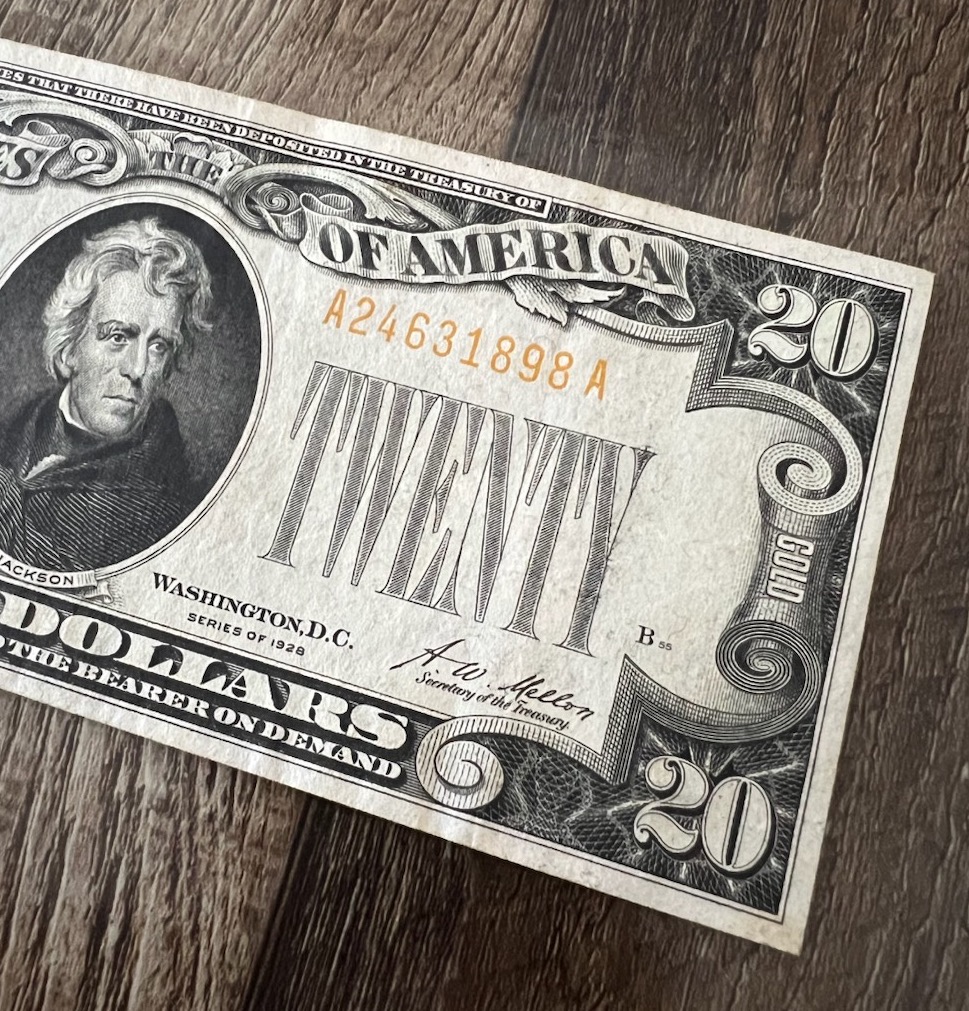 ES THAT THERE HAVE BEEN DEPOSITED IN THE TREASURY OF
ES
THE
OF AMERICA
20
A24631898A
TWENTY
GOLD
JACKSON
WASHINGTON, D.C.
SERIES OF 1928
B 55
A. W. Mellon
Secretary of the Treasury.
DOLLARS
THE BEARER ON DEMAND
20